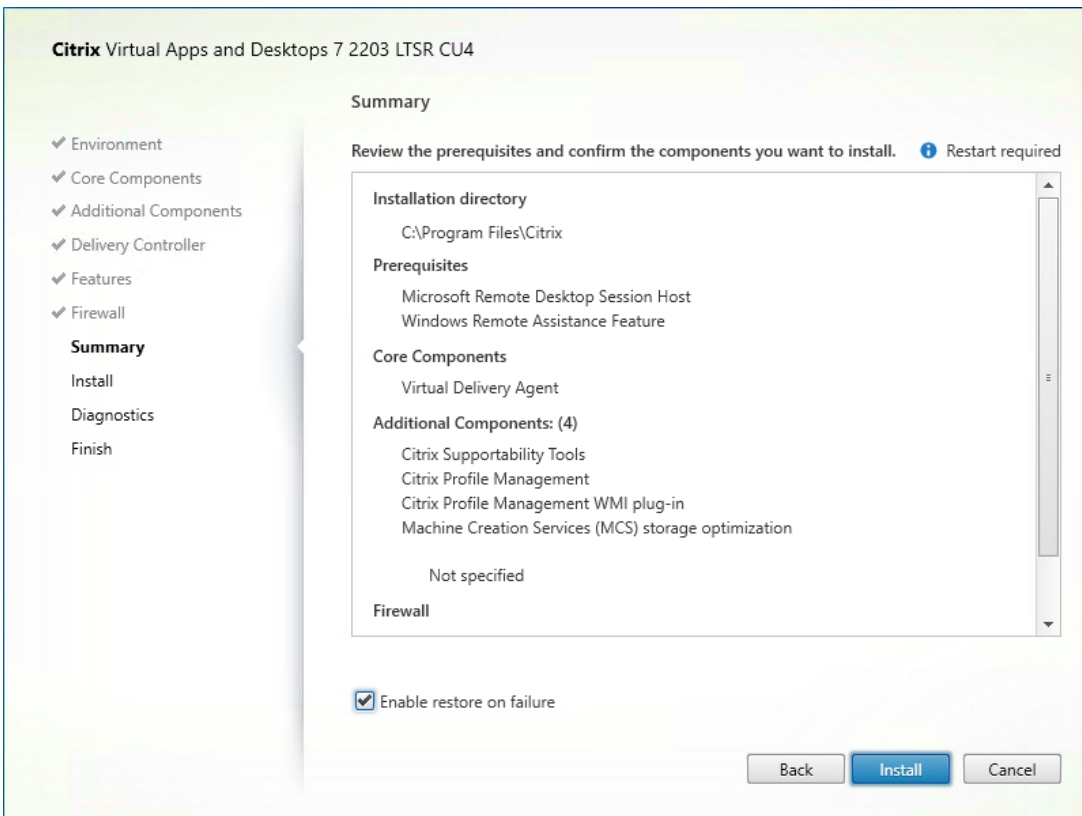 Citrix Virtual Apps and Desktops 7 2203 LTSR CU4
Environment
Core Components
Additional Components
Delivery Controller
Features
Firewall
Summary
Install
Diagnostics
Finish
Summary
Review the prerequisites and confirm the components you want to install.
Restart required
Installation directory
C:\Program Files\Citrix
Prerequisites
Microsoft Remote Desktop Session Host
Windows Remote Assistance Feature
Core Components
Virtual Delivery Agent
Additional Components: (4)
Citrix Supportability Tools
Citrix Profile Management
Citrix Profile Management WMI plug-in
Machine Creation Services (MCS) storage optimization
Not specified
Firewall
Enable restore on failure
Back
Install
Cancel